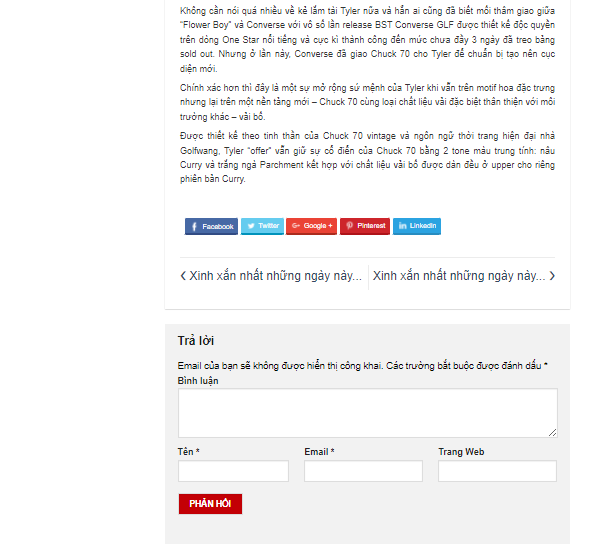 Không cần nói quá nhiều về kẻ lắm tài Tyler nữa và hẳn ai cũng đã biết mối thâm giao giữa
"Flower Boy" và Converse với vô số lần release BST Converse GLF được thiết kế độc quyền
trên dòng One Star nổi tiếng và cực kì thành công đến mức chưa đầy 3 ngày đã treo bảng
sold out. Nhưng ở lần này, Converse đã giao Chuck 70 cho Tyler để chuẩn bị tạo nên cục
diện mới.
Chính xác hơn thì đây là một sự mở rộng sứ mệnh của Tyler khi vẫn trên motif hoa đặc trưng
nhưng lại trên một nền tảng mới – Chuck 70 cùng loại chất liệu vải đặc biệt thân thiện với môi
trường khác – vải bố.
Được thiết kế theo tinh thần của Chuck 70 vintage và ngôn ngữ thời trang hiện đại nhà
Golfwang, Tyler "offer" vẫn giữ sự cổ điển của Chuck 70 bằng 2 tone màu trung tính: nâu
Curry và trắng ngà Parchment kết hợp với chất liệu vải bố được dán đều ở upper cho riêng
phiên bản Curry.
Facebook Twitter Google + Pinterest LinkedIn
Xinh xắn nhất những ngày này... Xinh xắn nhất những ngày này...
Trả lời
Email của bạn sẽ không được hiển thị công khai. Các trường bắt buộc được đánh dấu *
Bình luận
Tên * Email * Trang Web
PHẢN HỒI